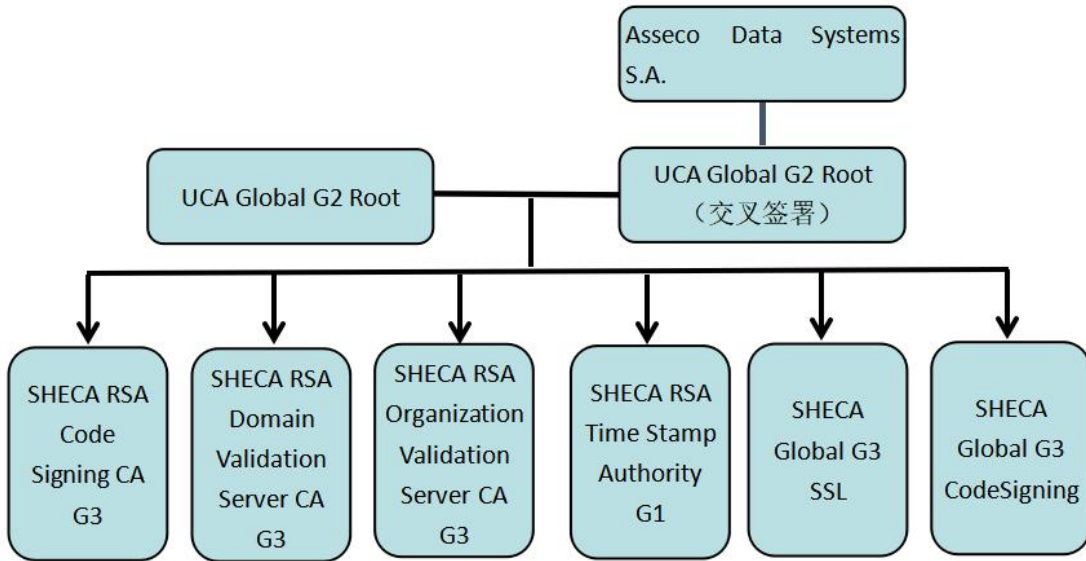 Asseco Data Systems
S.A.
UCA Global G2 Root
UCA Global G2 Root
（交叉签署）
SHECA RSA
Code
Signing CA
G3
SHECA RSA
Domain
Validation
Server CA
G3
SHECA RSA
Organization
Validation
Server CA
G3
SHECA RSA
Time Stamp
Authority
G1
SHECA
Global G3
SSL
SHECA
Global G3
CodeSigning